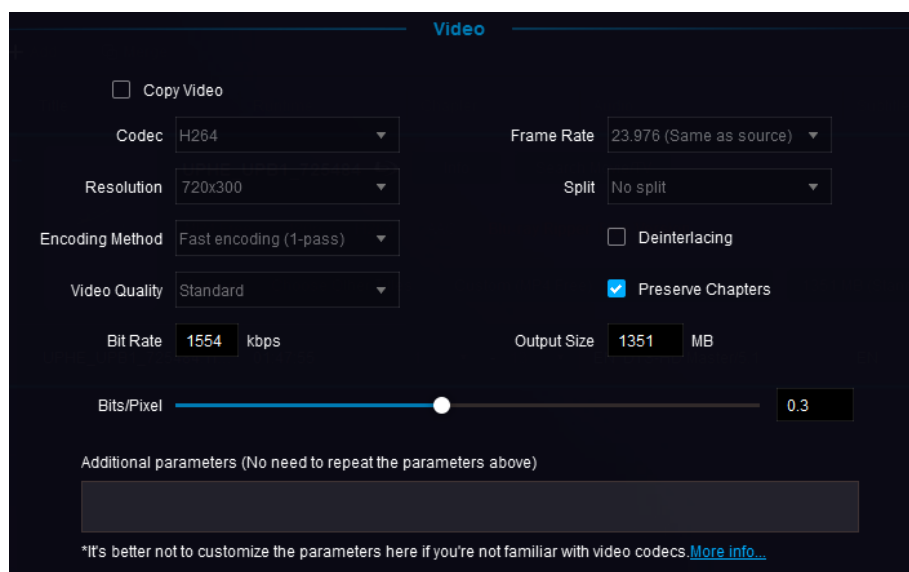 Video
Copy Video
Codec H264 Frame Rate 23.976 (Same as source)
Resolution 720x300 Split No split
Encoding Method Fast encoding (1-pass) Deinterlacing
Video Quality Standard Preserve Chapters
Bit Rate 1554 kbps Output Size 1351 MB
Bits/Pixel 0.3
Additional parameters (No need to repeat the parameters above)
*It's better not to customize the parameters here if you're not familiar with video codecs.More info...